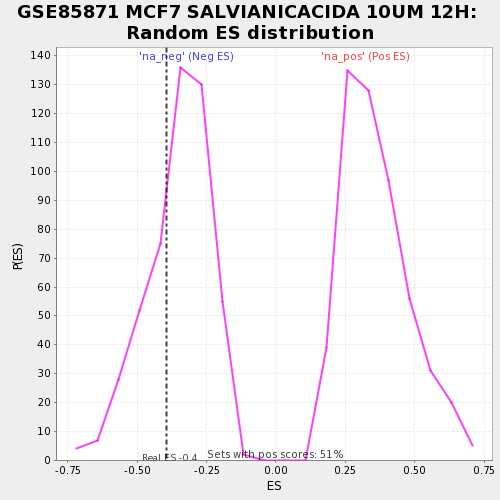 GSE85871 MCF7 SALVIANICACIDA 10UM 12H:
Random ES distribution
'na_neg' (Neg ES) 'na_pos' (Pos ES)
140
130
120
110
100
90
80
70
60
50
40
30
20
10
0
P(ES)
Real ES -0.4 Sets with pos scores: 51%
-0.75 -0.50 -0.25 0.00 0.25 0.50 0.75
ES